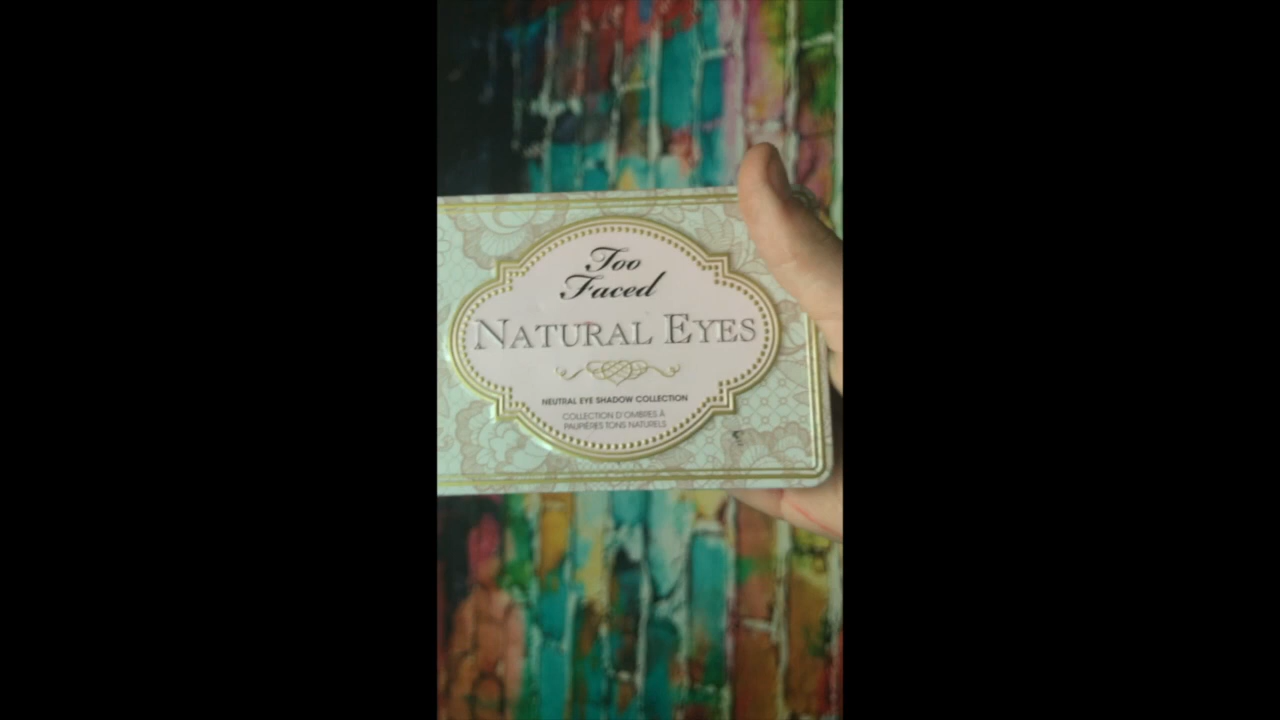 Too
Faced
NATURAL EYES
NEUTRAL EYE SHADOW COLLECTION
COLLECTION D'OMBRES À
PAUPIÈRES TONS NATURELS